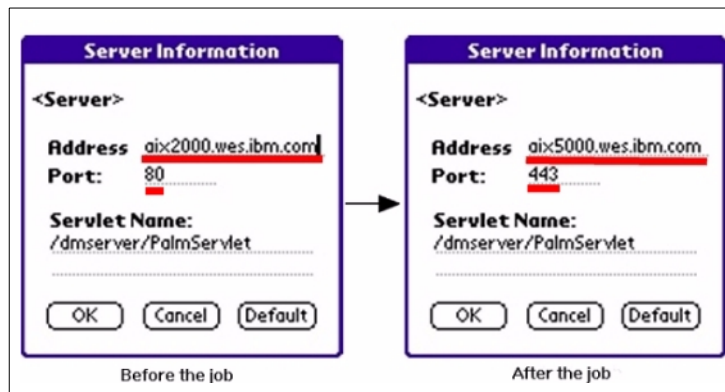 Server Information
<Server>
Address aix2000.wes.ibm.com
Port: 80
Servlet Name:
/dmserver/PalmServlet
OK Cancel Default
Before the job
Server Information
<Server>
Address aix5000.wes.ibm.com
Port: 443
Servlet Name:
/dmserver/PalmServlet
OK Cancel Default
After the job